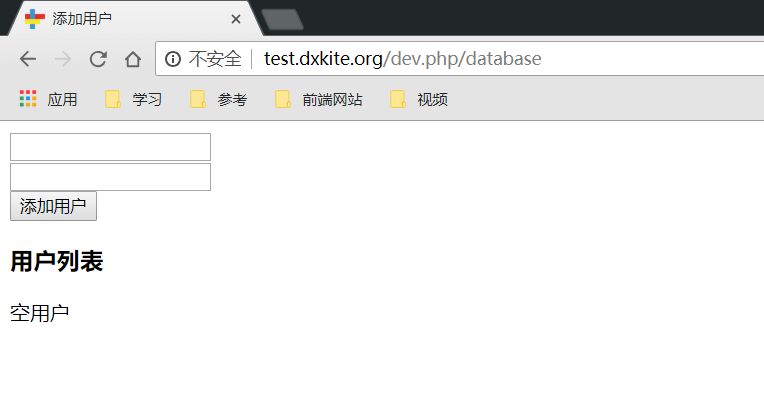 添加用户
不安全 test.dxkite.org/dev.php/database
应用 学习 参考 前端网站 视频
添加用户
用户列表
空用户